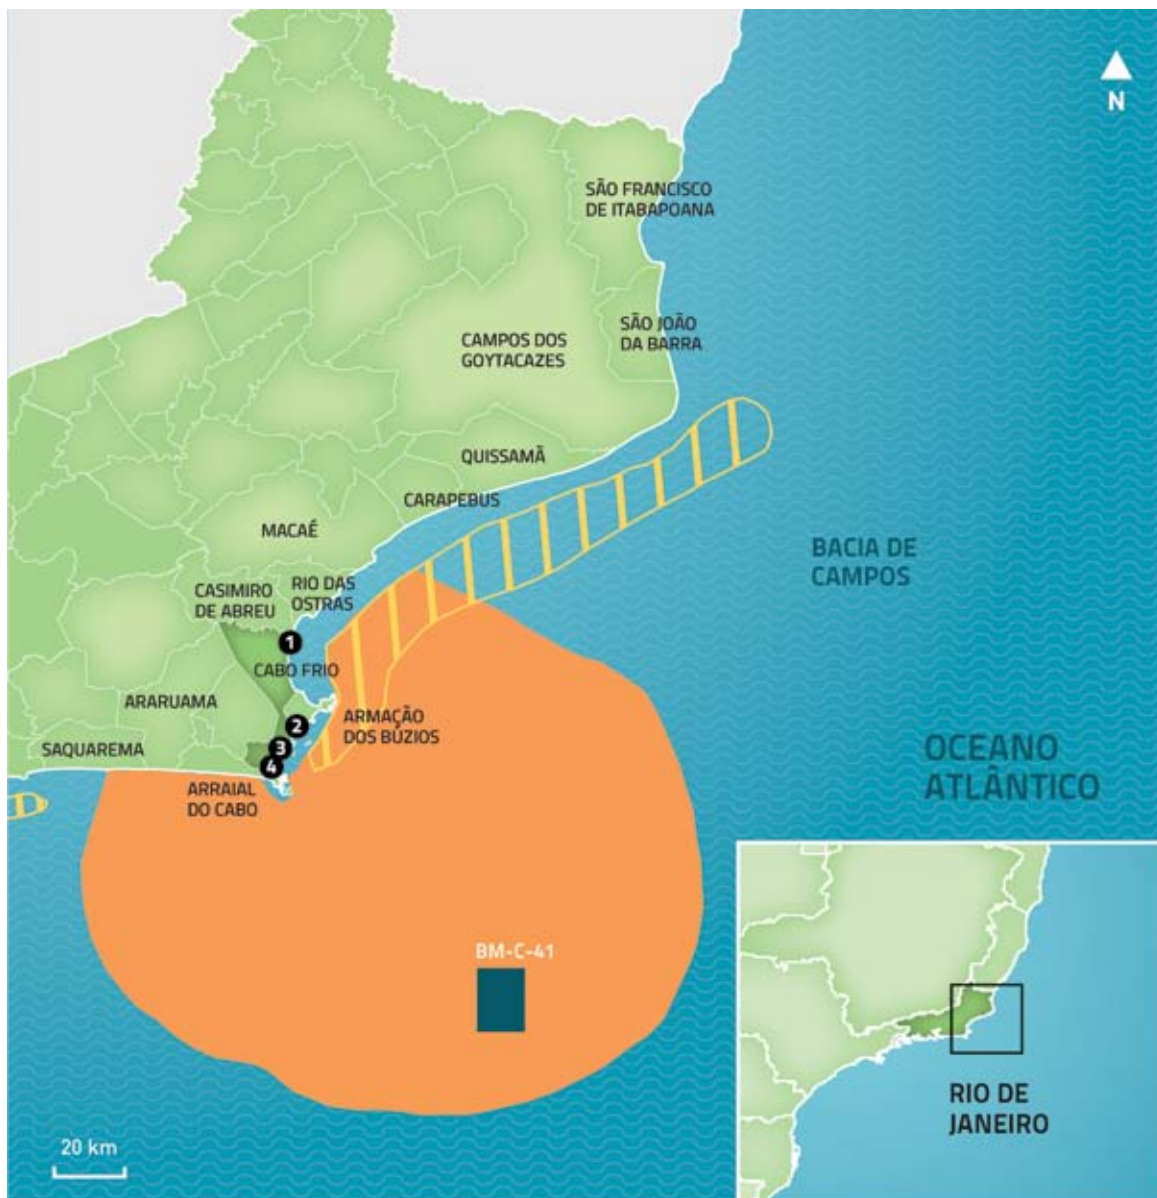 N
SÃO FRANCISCO
DE ITABAPOANA
SÃO JOÃO
DA BARRA
CAMPOS DOS
GOYTACAZES
QUISSAMÃ
CARAPEBUS
MACAÉ
BACIA DE
CAMPOS
CASIMIRO
DE ABREU
RIO DAS
OSTRAS
1
CABO FRIO
ARARUAMA
2
ARMAÇÃO
DOS BÚZIOS
3
SAQUAREMA
4
ARRAIAL
DO CABO
OCEANO
ATLÂNTICO
BM-C-41
RIO DE
JANEIRO
20 km